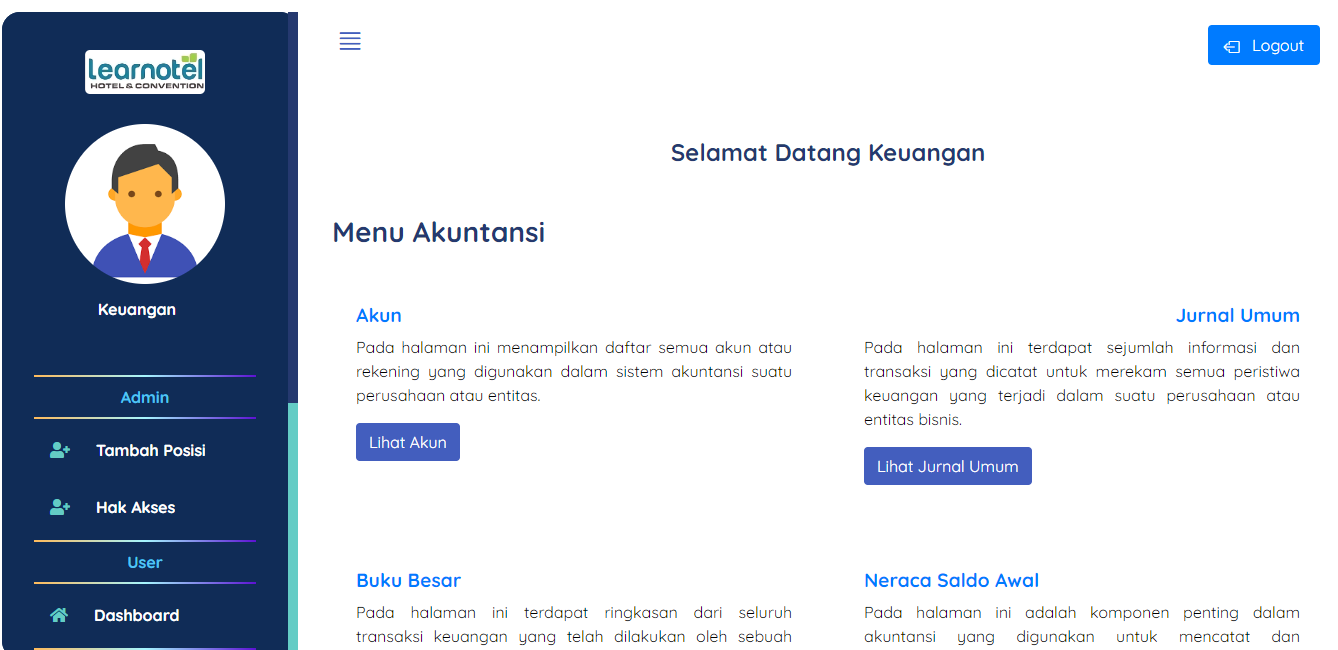 learnotel
HOTEL & CONVENTION
Keuangan
Admin
Tambah Posisi
Hak Akses
User
Dashboard
Logout
Selamat Datang Keuangan
Menu Akuntansi
Akun
Pada halaman ini menampilkan daftar semua akun atau
rekening yang digunakan dalam sistem akuntansi suatu
perusahaan atau entitas.
Lihat Akun
Jurnal Umum
Pada halaman ini terdapat sejumlah informasi dan
transaksi yang dicatat untuk merekam semua peristiwa
keuangan yang terjadi dalam suatu perusahaan atau
entitas bisnis.
Lihat Jurnal Umum
Buku Besar
Pada halaman ini terdapat ringkasan dari seluruh
transaksi keuangan yang telah dilakukan oleh sebuah
Neraca Saldo Awal
Pada halaman ini adalah komponen penting dalam
akuntansi yang digunakan untuk mencatat dan